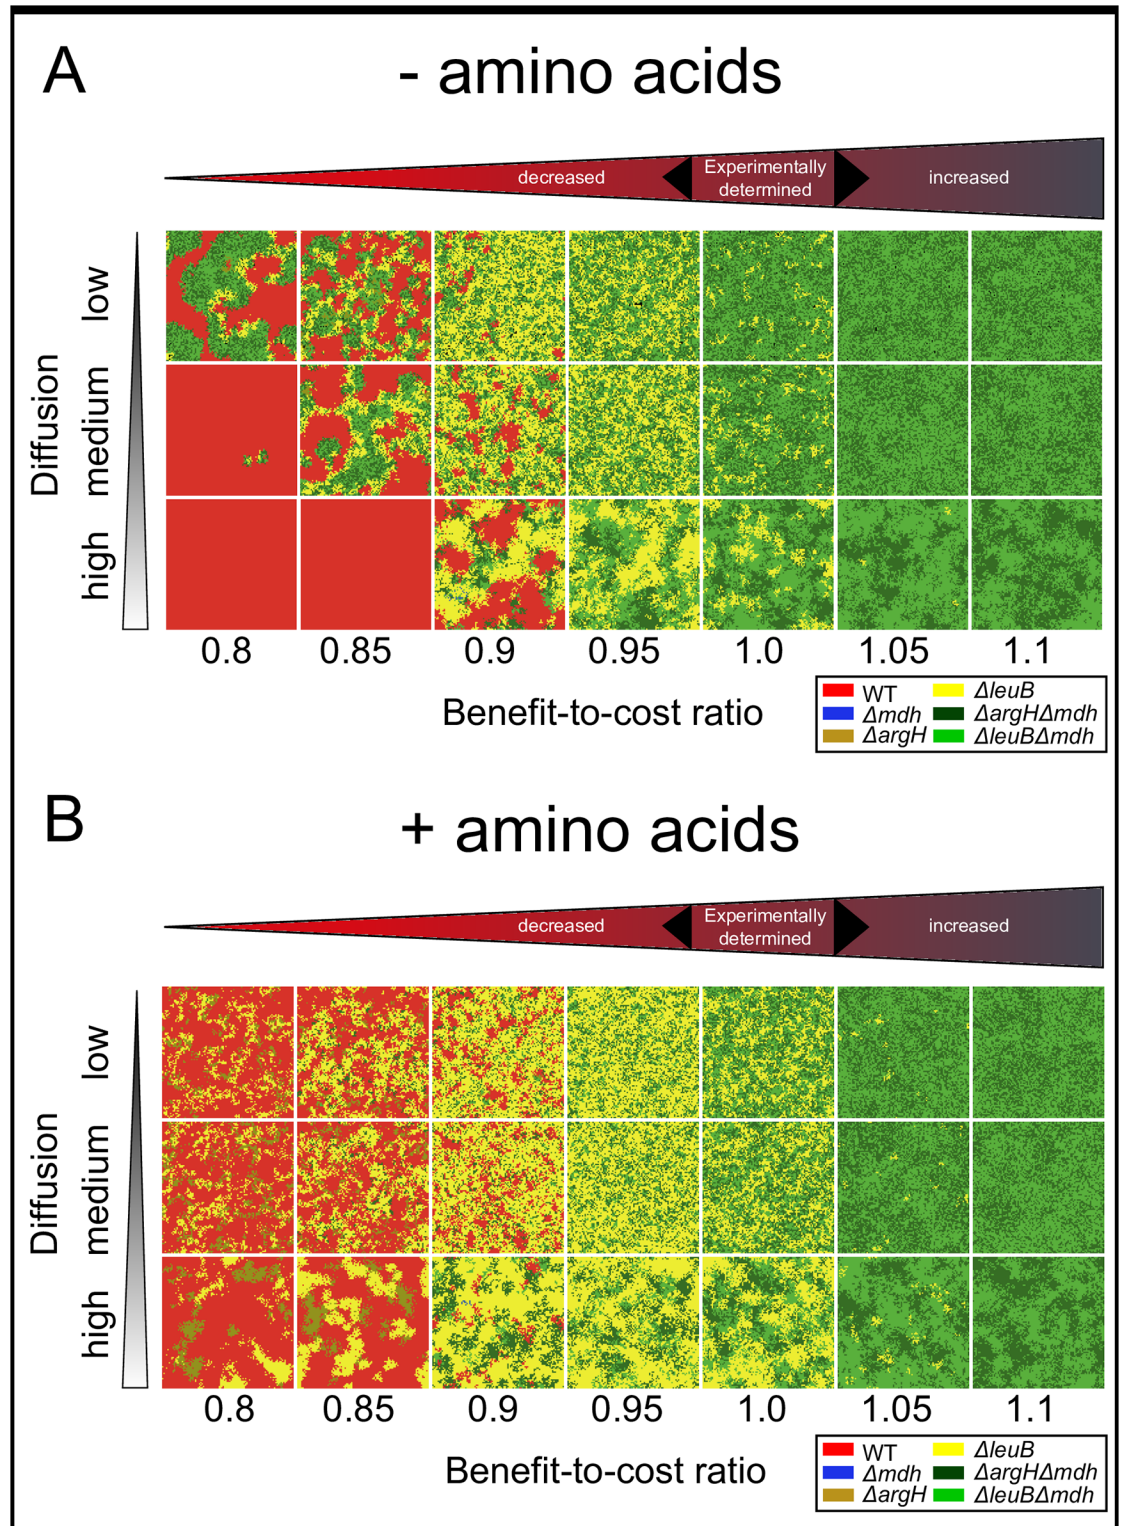 A
- amino acids
decreased
Experimentally
determined
increased
Diffusion
low
medium
high
0.8 0.85 0.9 0.95 1.0 1.05 1.1
Benefit-to-cost ratio
WT ΔleuB
Δmdh ΔargHΔmdh
ΔargH ΔleuBΔmdh
B
+ amino acids
decreased
Experimentally
determined
increased
Diffusion
low
medium
high
0.8 0.85 0.9 0.95 1.0 1.05 1.1
Benefit-to-cost ratio
WT ΔleuB
Δmdh ΔargHΔmdh
ΔargH ΔleuBΔmdh